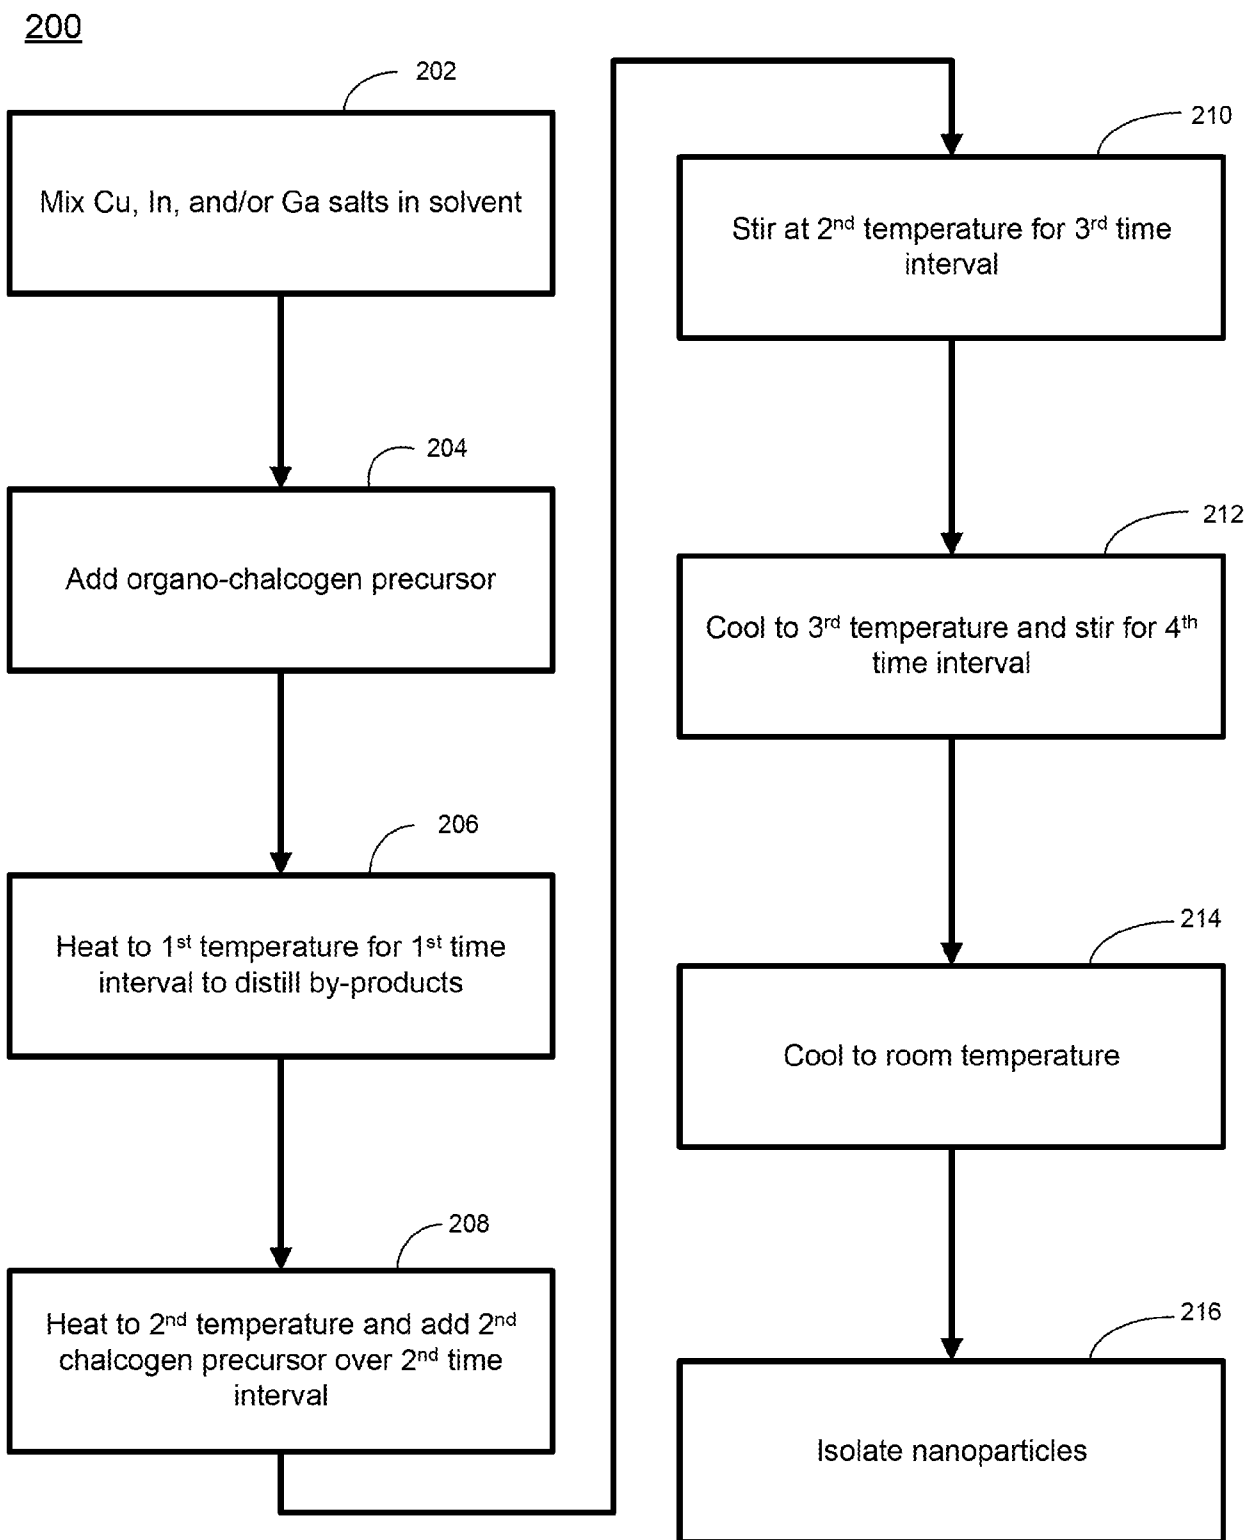 200
202
Mix Cu, In, and/or Ga salts in solvent
204
Add organo-chalcogen precursor
206
Heat to 1st temperature for 1st time
interval to distill by-products
208
Heat to 2nd temperature and add 2nd
chalcogen precursor over 2nd time
interval
210
Stir at 2nd temperature for 3rd time
interval
212
Cool to 3rd temperature and stir for 4th
time interval
214
Cool to room temperature
216
Isolate nanoparticles